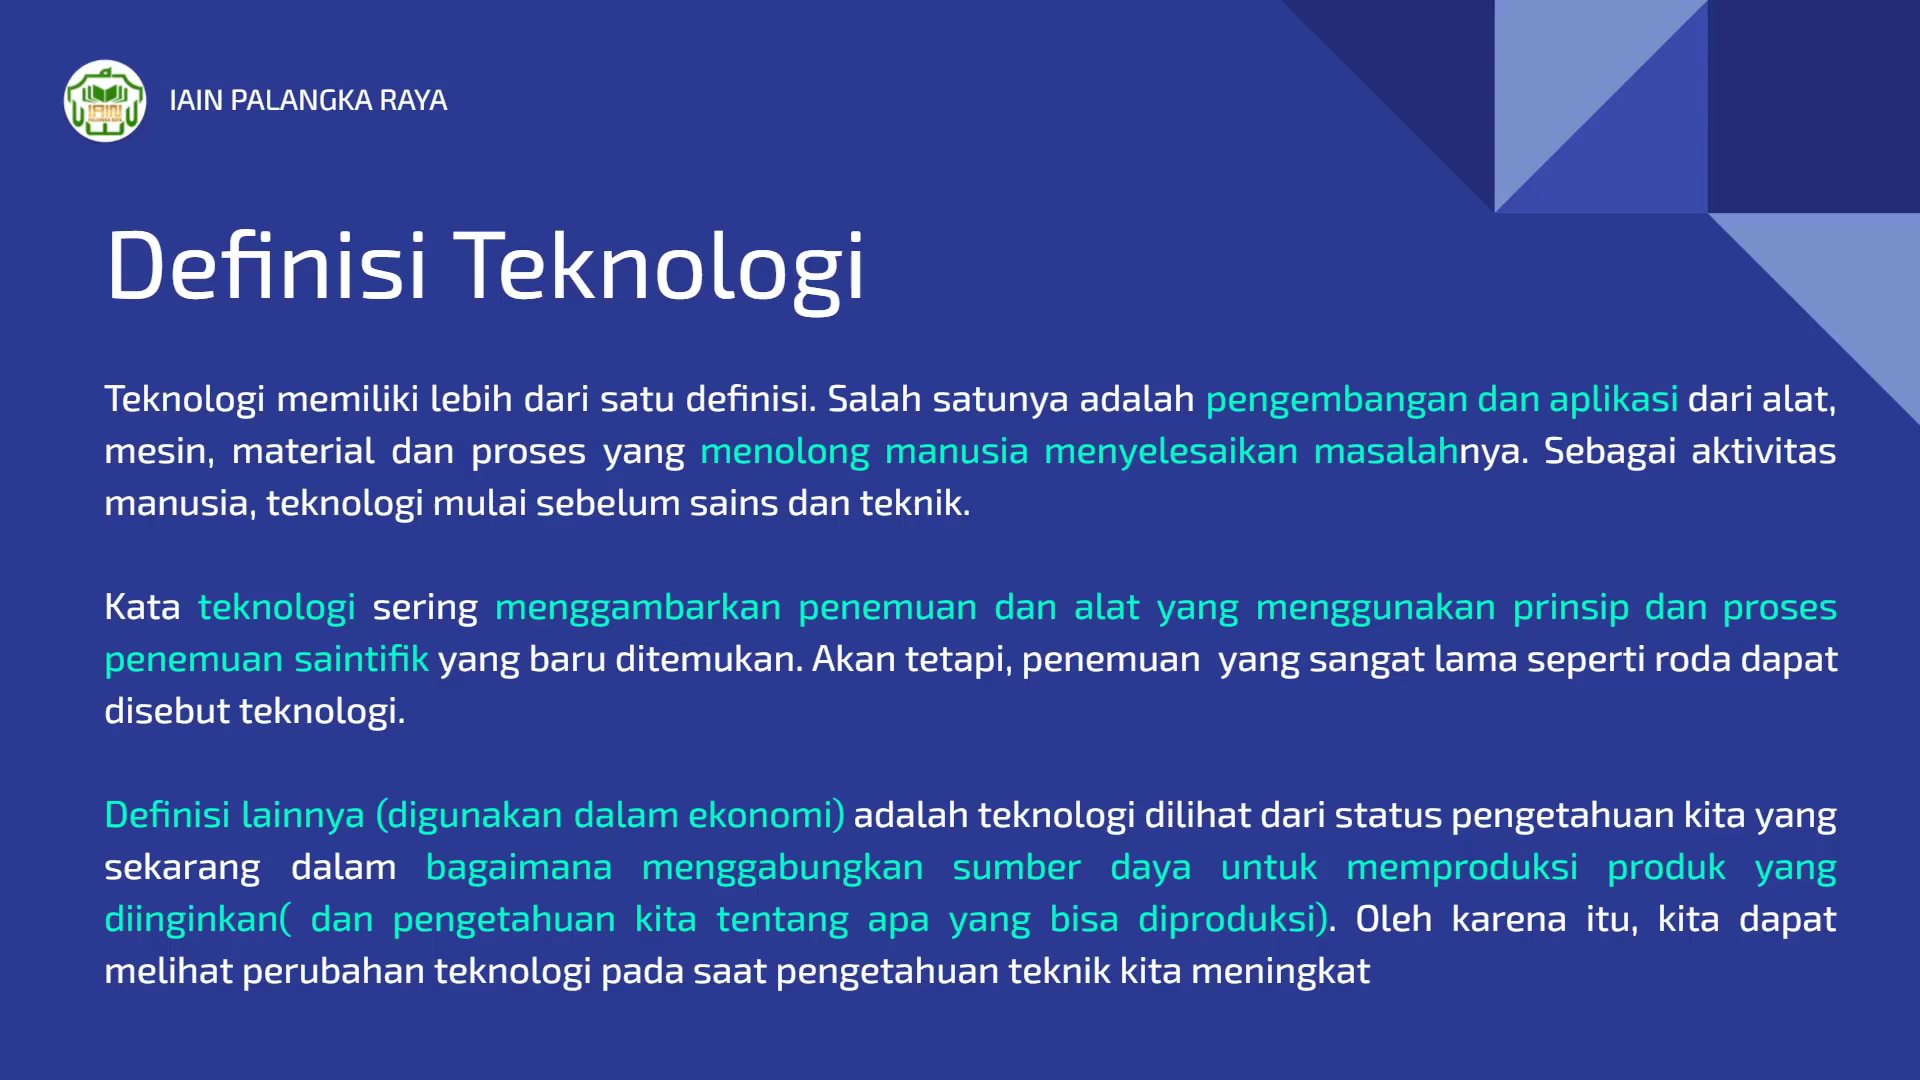 IAIN
PALANGKA RAYA
IAIN PALANGKA RAYA
Definisi Teknologi
Teknologi memiliki lebih dari satu definisi. Salah satunya adalah pengembangan dan aplikasi dari alat,
mesin, material dan proses yang menolong manusia menyelesaikan masalahnya. Sebagai aktivitas
manusia, teknologi mulai sebelum sains dan teknik.
Kata teknologi sering menggambarkan penemuan dan alat yang menggunakan prinsip dan proses
penemuan saintifik yang baru ditemukan. Akan tetapi, penemuan  yang sangat lama seperti roda dapat
disebut teknologi.
Definisi lainnya (digunakan dalam ekonomi) adalah teknologi dilihat dari status pengetahuan kita yang
sekarang dalam bagaimana menggabungkan sumber daya untuk memproduksi produk yang
diinginkan( dan pengetahuan kita tentang apa yang bisa diproduksi). Oleh karena itu, kita dapat
melihat perubahan teknologi pada saat pengetahuan teknik kita meningkat